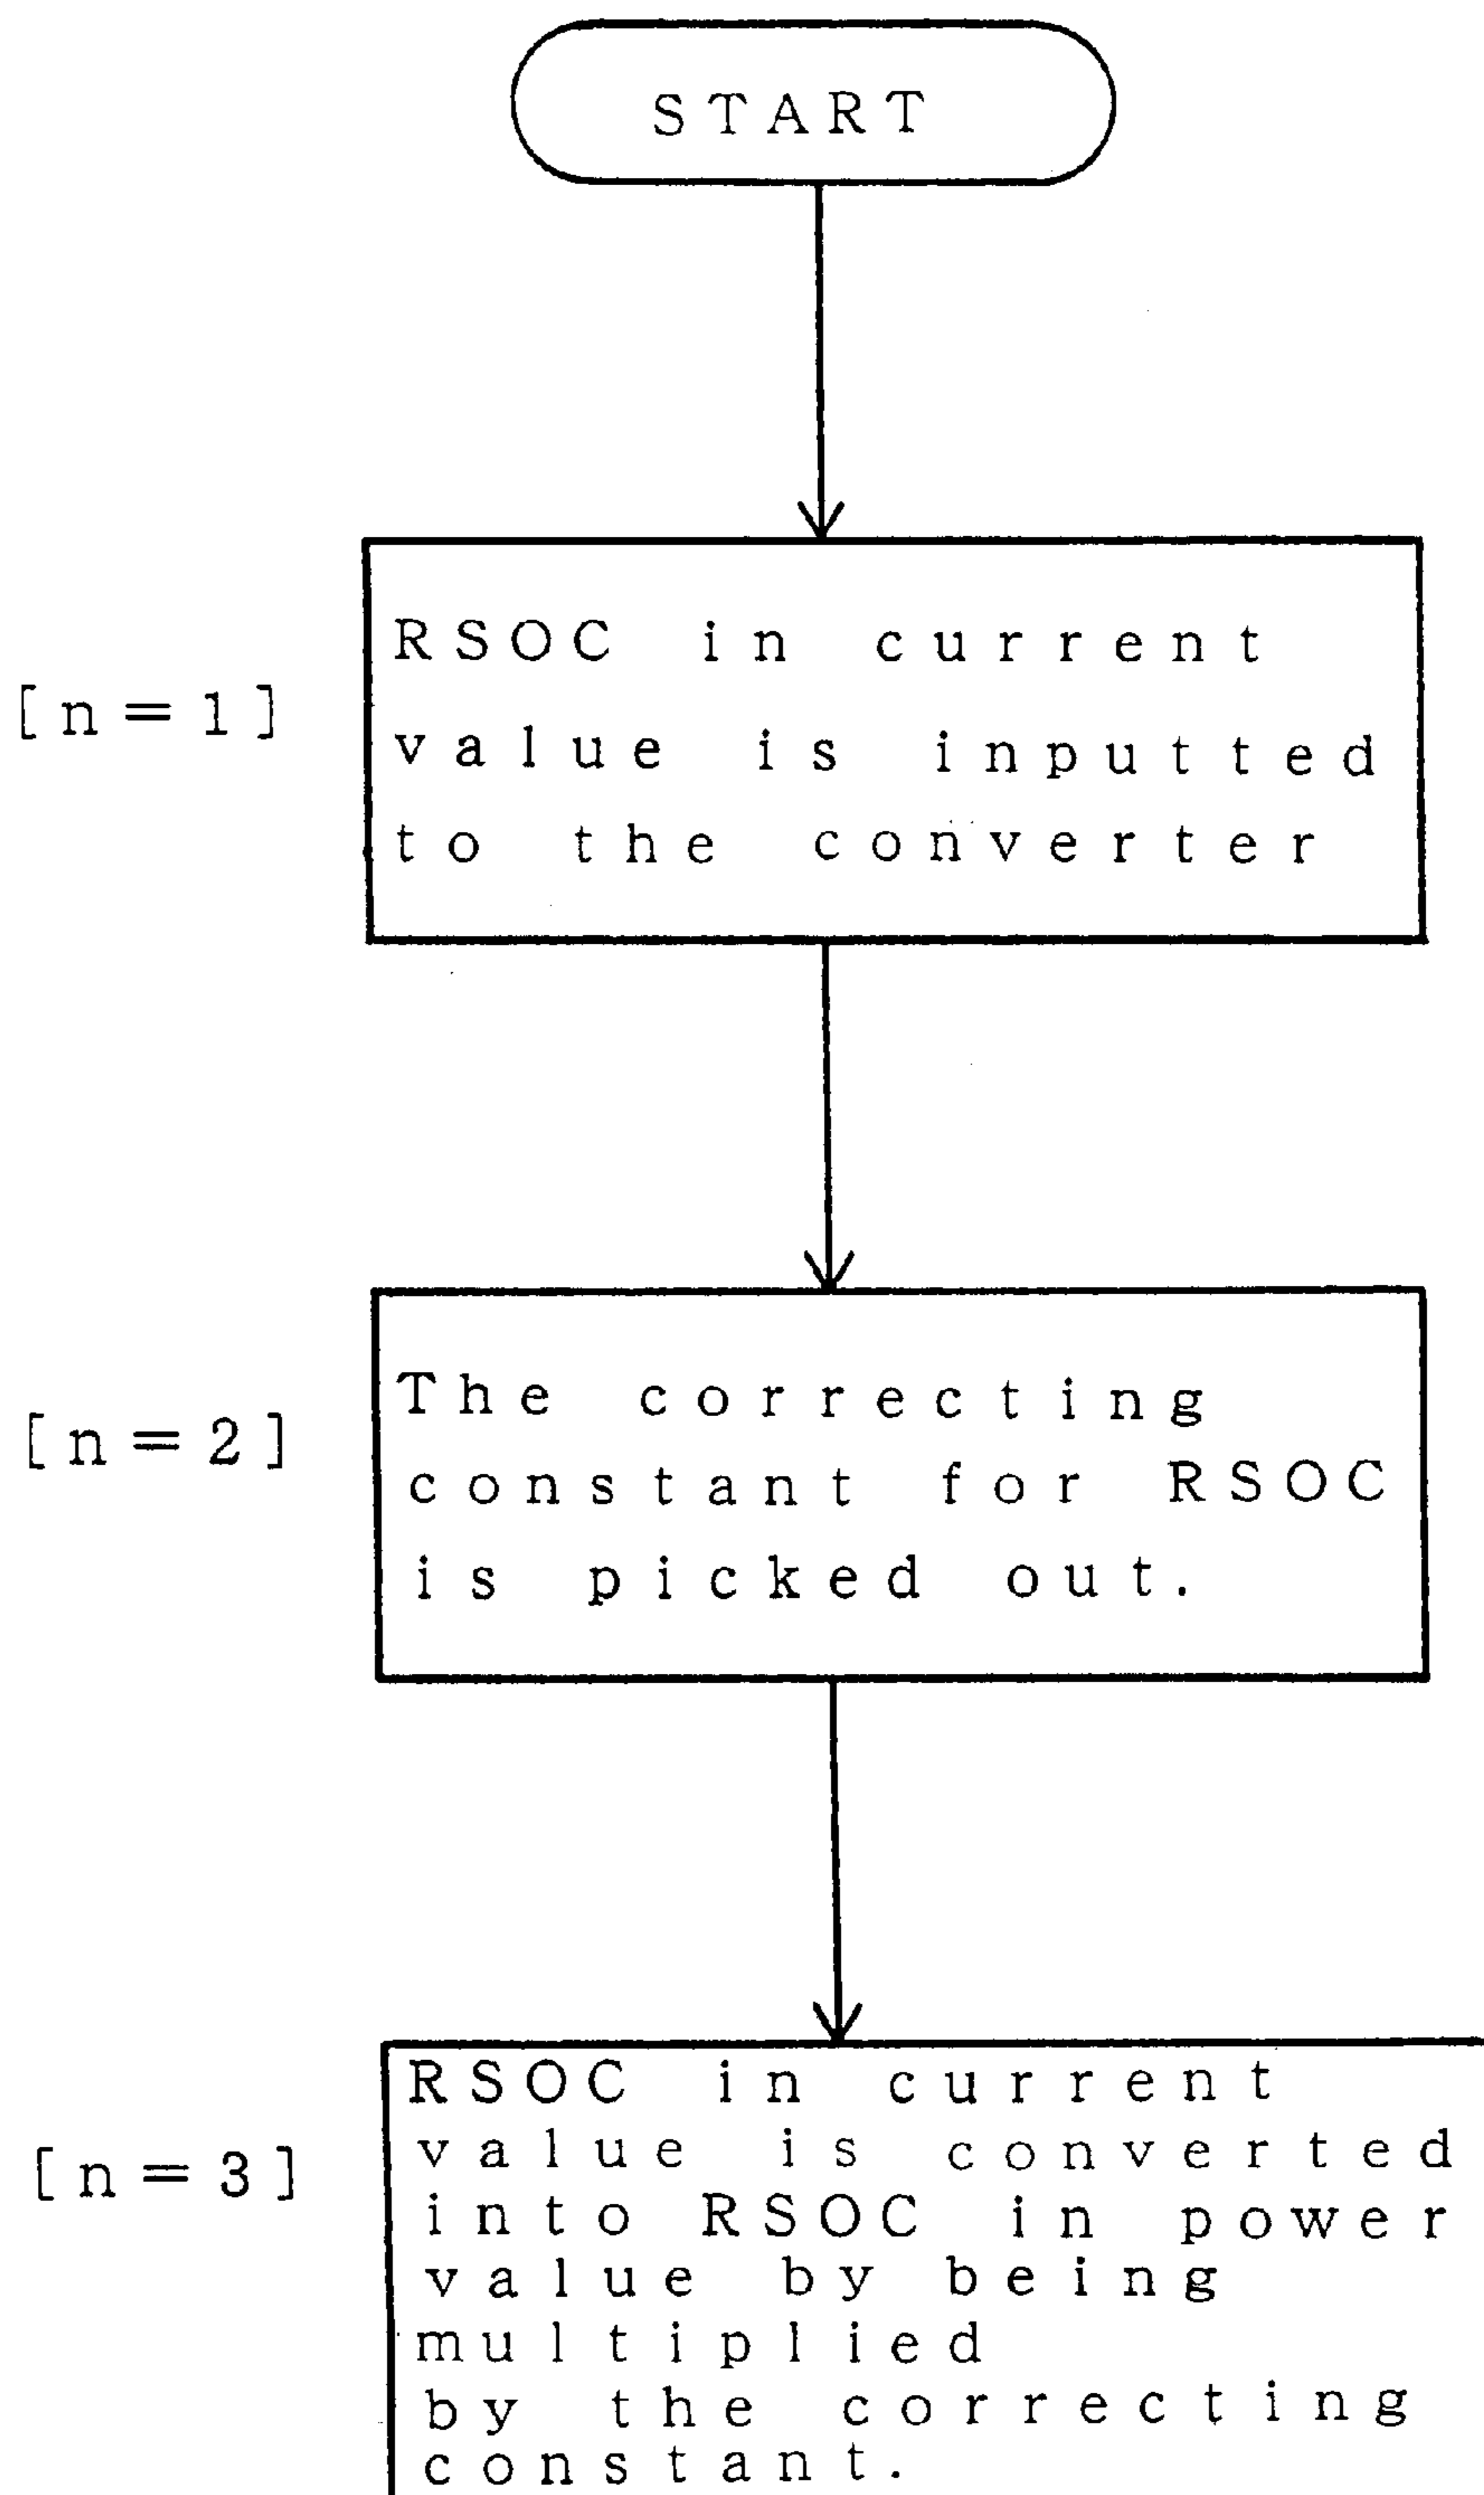 START
[n=1]
RSOC in current
value is inputted
to the converter
[n=2]
The correcting
constant for RSOC
is picked out.
[n=3]
RSOC in current
value is converted
into RSOC in power
value by being
multiplied
by the correcting
constant.